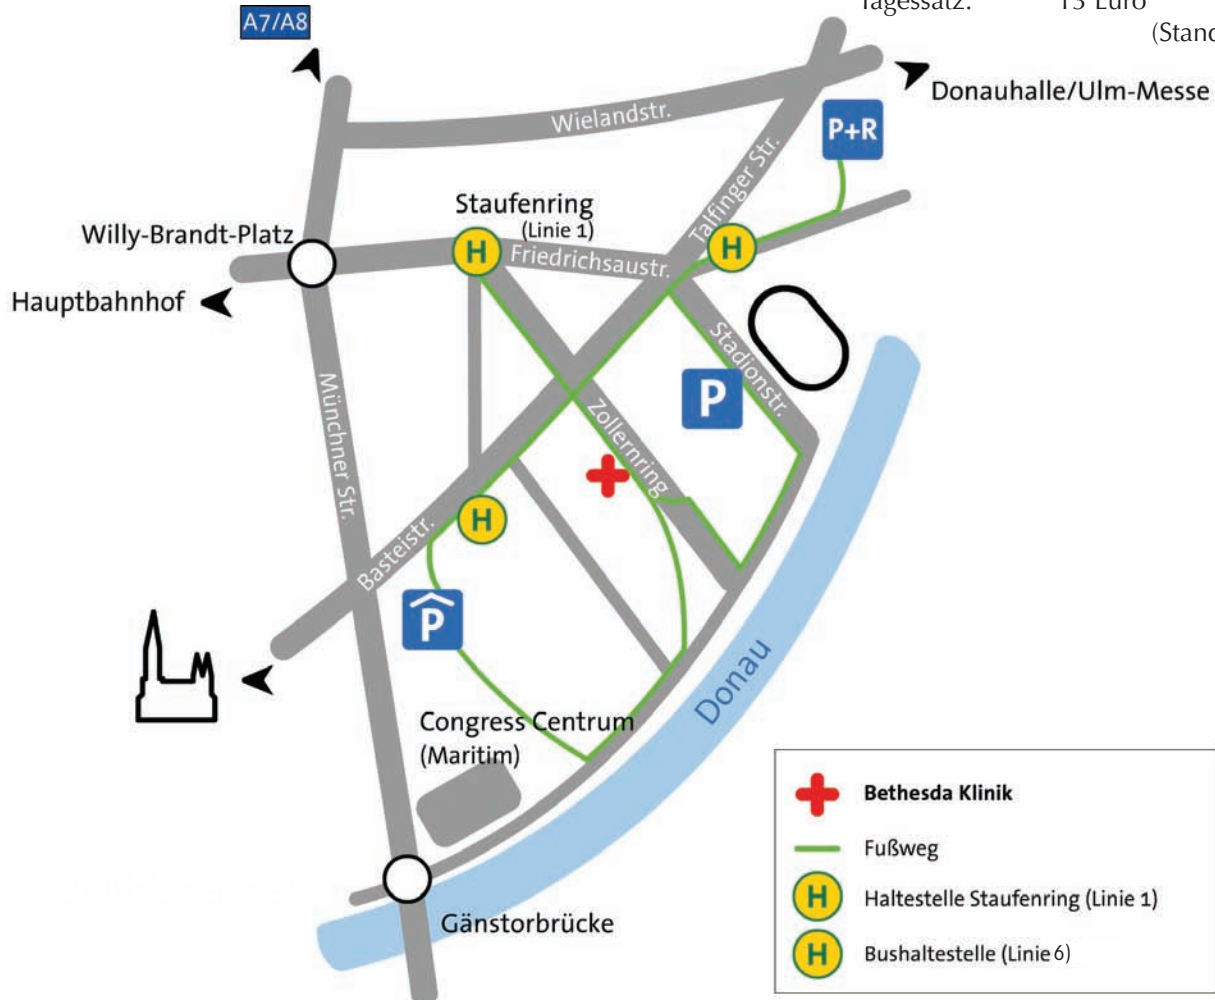 Tagessatz: 15 Euro
(Stand
A7/A8
Donauhalle/Ulm-Messe
Wielandstr.
P+R
Talfinger Str.
Staufenring
(Linie 1)
Willy-Brandt-Platz
H
H
Friedrichsaustr.
Hauptbahnhof
Stadionstr.
Münchner Str.
P
Zollernring
H
Basteistr.
P
Donau
Congress Centrum
(Maritim)
Gänstorbrücke
Bethesda Klinik
Fußweg
H Haltestelle Staufenring (Linie 1)
H Bushaltestelle (Linie 6)